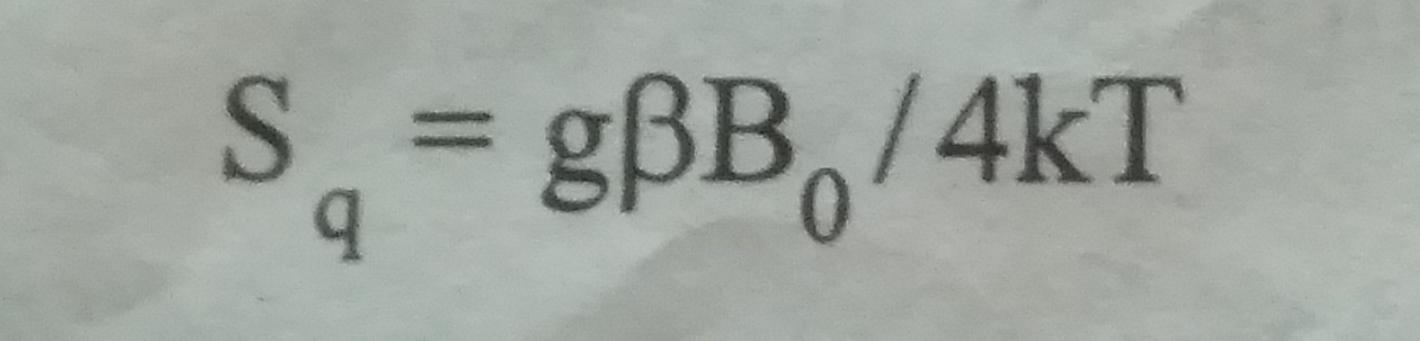 S_q = gβB_0 / 4kT